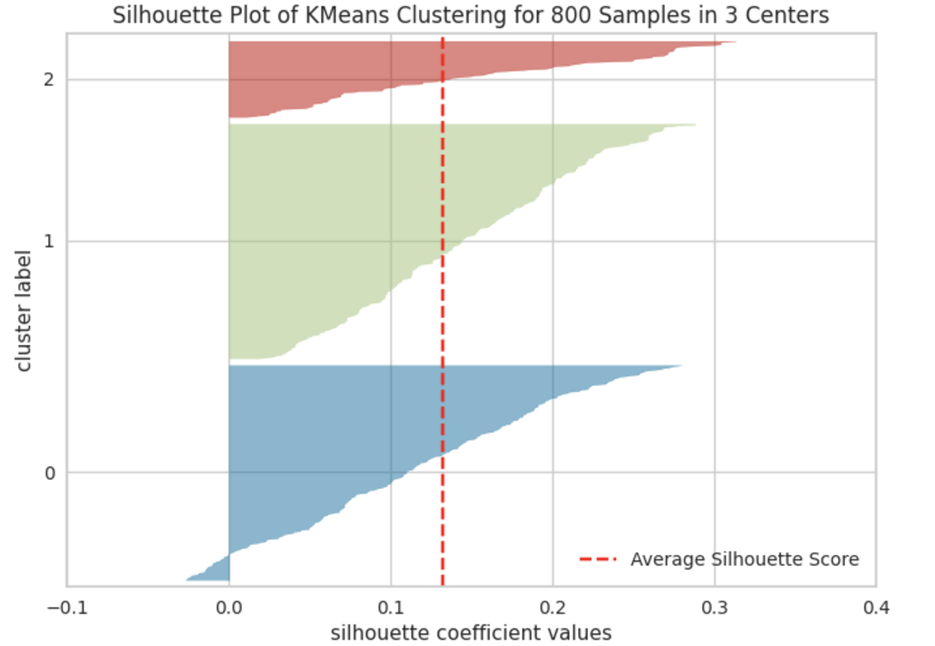 Silhouette Plot of KMeans Clustering for 800 Samples in 3 Centers
cluster label
2
1
0
Average Silhouette Score
−0.1 0.0 0.1 0.2 0.3 0.4
silhouette coefficient values